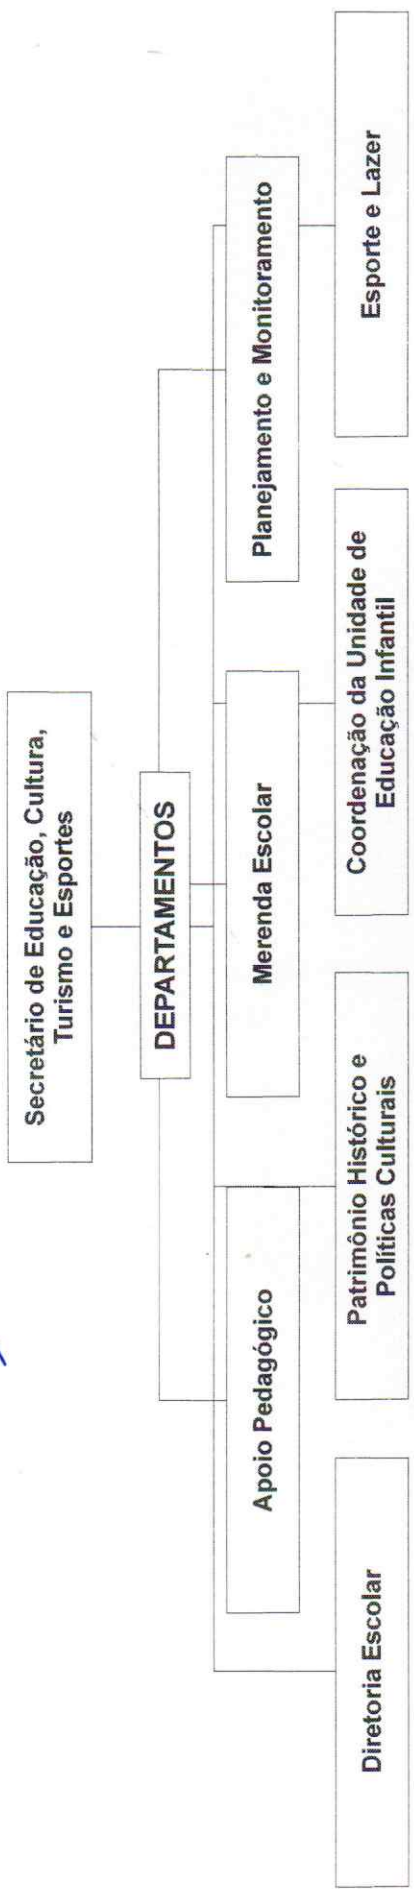 Secretário de Educação, Cultura,
Turismo e Esportes
DEPARTAMENTOS
Apoio Pedagógico
Merenda Escolar
Planejamento e Monitoramento
Diretoria Escolar
Patrimônio Histórico e
Políticas Culturais
Coordenação da Unidade de
Educação Infantil
Esporte e Lazer